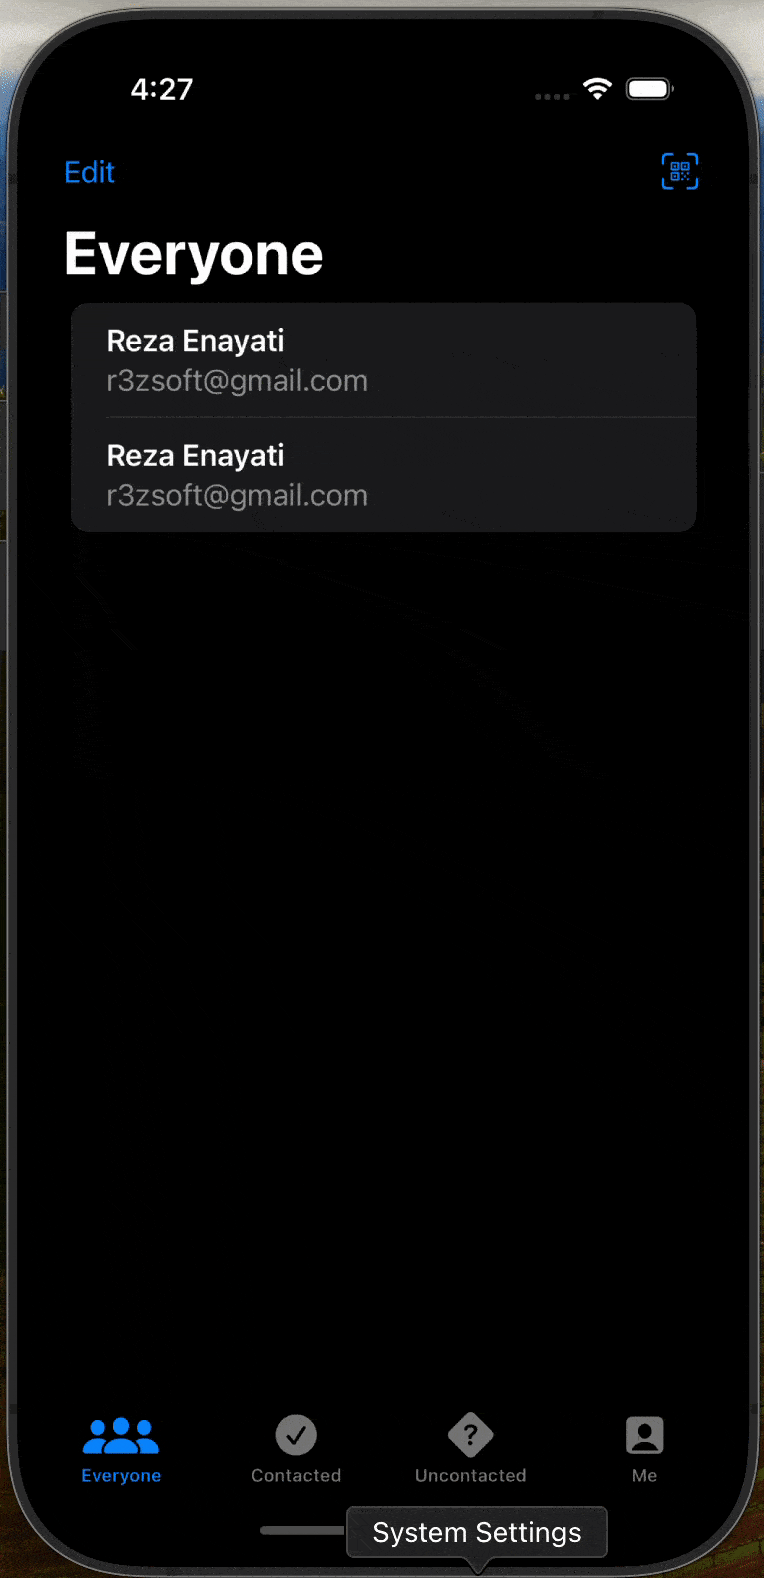 4:27
Edit
Everyone
Reza Enayati
r3zsoft@gmail.com
Reza Enayati
r3zsoft@gmail.com
Everyone
Contacted
Uncontacted
Me
System Settings